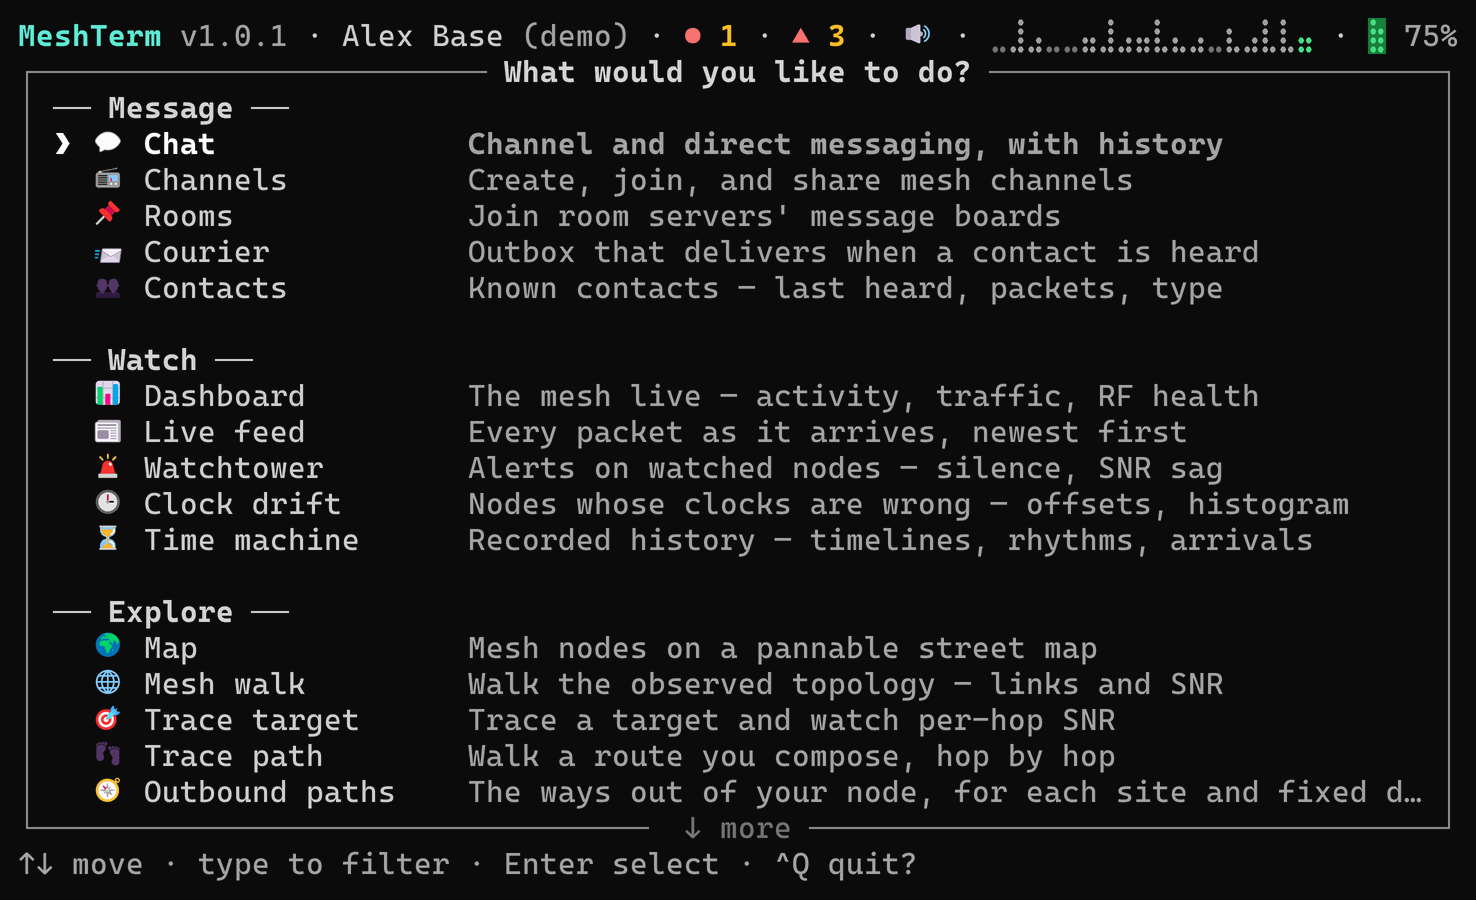 MeshTerm v1.0.1 · Alex Base (demo) · ● 1 · ▲ 3 · 🔊 · · 75%
What would you like to do?
Message
❯ 💬 Chat Channel and direct messaging, with history
📻 Channels Create, join, and share mesh channels
📌 Rooms Join room servers' message boards
📨 Courier Outbox that delivers when a contact is heard
👥 Contacts Known contacts — last heard, packets, type
Watch
📊 Dashboard The mesh live — activity, traffic, RF health
📰 Live feed Every packet as it arrives, newest first
🚨 Watchtower Alerts on watched nodes — silence, SNR sag
🕒 Clock drift Nodes whose clocks are wrong — offsets, histogram
⏳ Time machine Recorded history — timelines, rhythms, arrivals
Explore
🌍 Map Mesh nodes on a pannable street map
🌐 Mesh walk Walk the observed topology — links and SNR
🎯 Trace target Trace a target and watch per-hop SNR
👣 Trace path Walk a route you compose, hop by hop
🧭 Outbound paths The ways out of your node, for each site and fixed d…
↓ more
↑↓ move · type to filter · Enter select · ^Q quit?